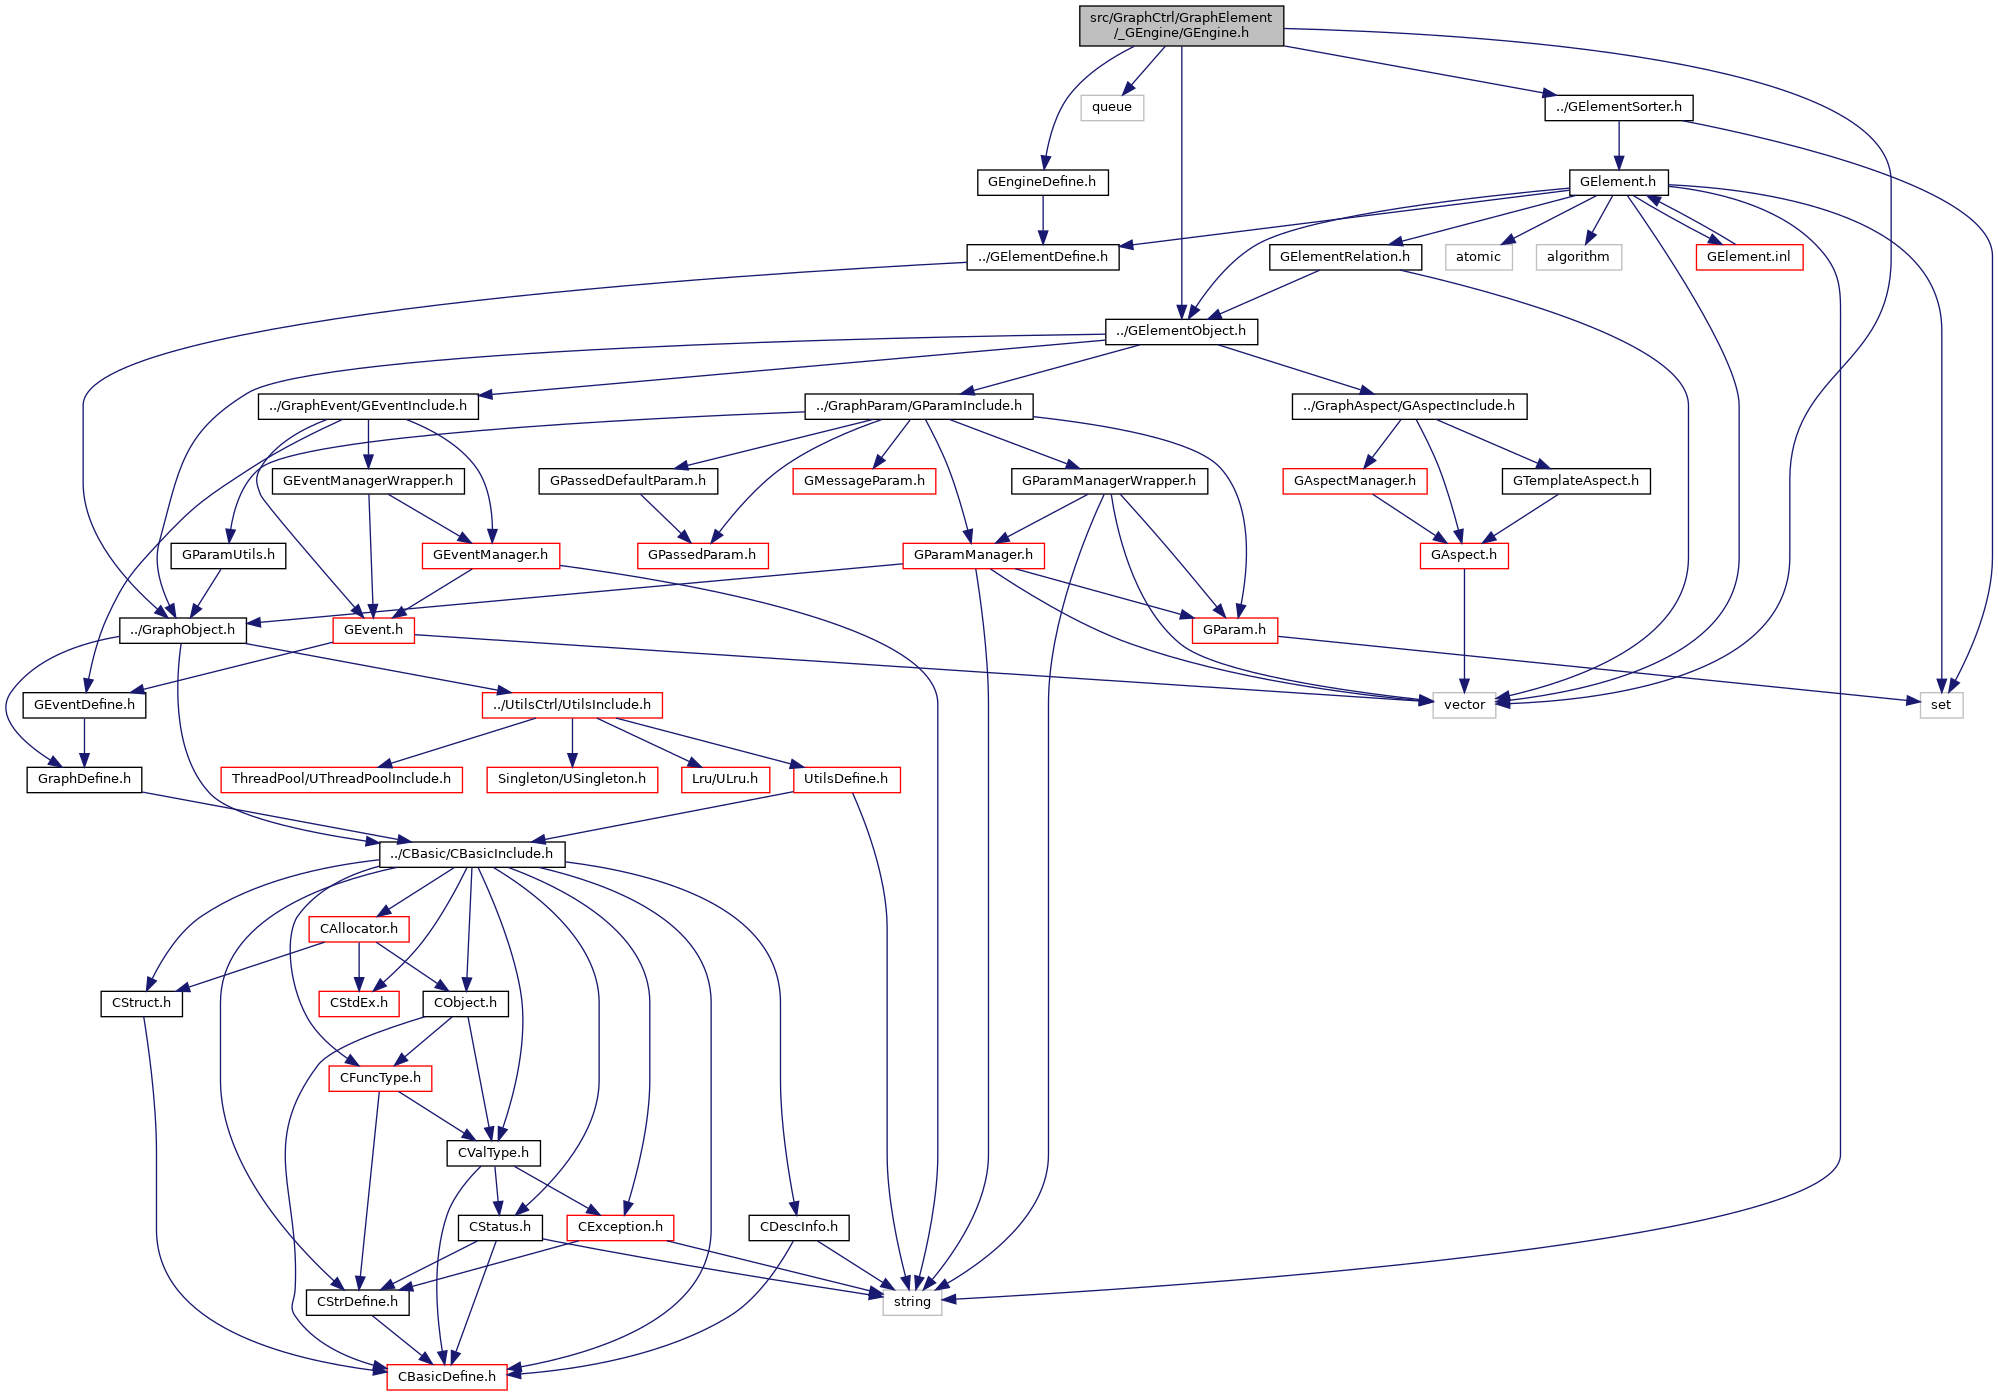 src/GraphCtrl/GraphElement
/_GEngine/GEngine.h
queue
../GElementSorter.h
GEngineDefine.h
GElement.h
../GElementDefine.h
GElementRelation.h
atomic
algorithm
GElement.inl
../GElementObject.h
../GraphEvent/GEventInclude.h
../GraphParam/GParamInclude.h
../GraphAspect/GAspectInclude.h
GEventManagerWrapper.h
GPassedDefaultParam.h
GMessageParam.h
GParamManagerWrapper.h
GAspectManager.h
GTemplateAspect.h
GParamUtils.h
GEventManager.h
GPassedParam.h
GParamManager.h
GAspect.h
../GraphObject.h
GEvent.h
GParam.h
GEventDefine.h
../UtilsCtrl/UtilsInclude.h
vector
set
GraphDefine.h
ThreadPool/UThreadPoolInclude.h
Singleton/USingleton.h
Lru/ULru.h
UtilsDefine.h
../CBasic/CBasicInclude.h
CAllocator.h
CStruct.h
CStdEx.h
CObject.h
CFuncType.h
CValType.h
CStatus.h
CException.h
CDescInfo.h
CStrDefine.h
string
CBasicDefine.h